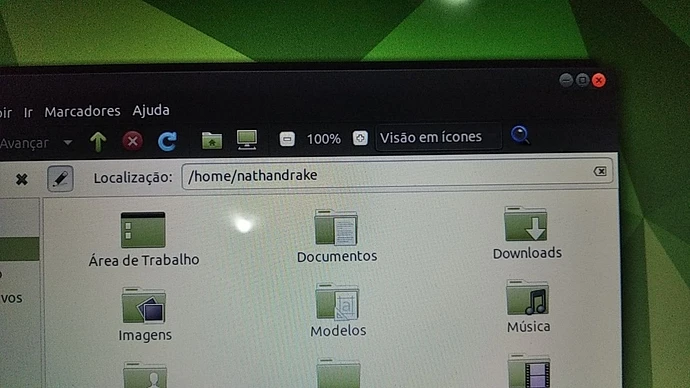 Ir Marcadores Ajuda
Avançar 100% Visão em ícones
Localização: /home/nathandrake
Área de Trabalho Documentos Downloads
Imagens Modelos Música